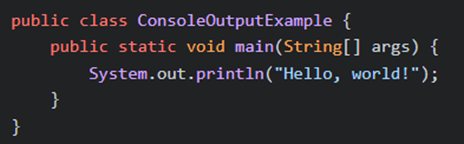 public class ConsoleOutputExample {
    public static void main(String[] args) {
        System.out.println("Hello, world!");
    }
}